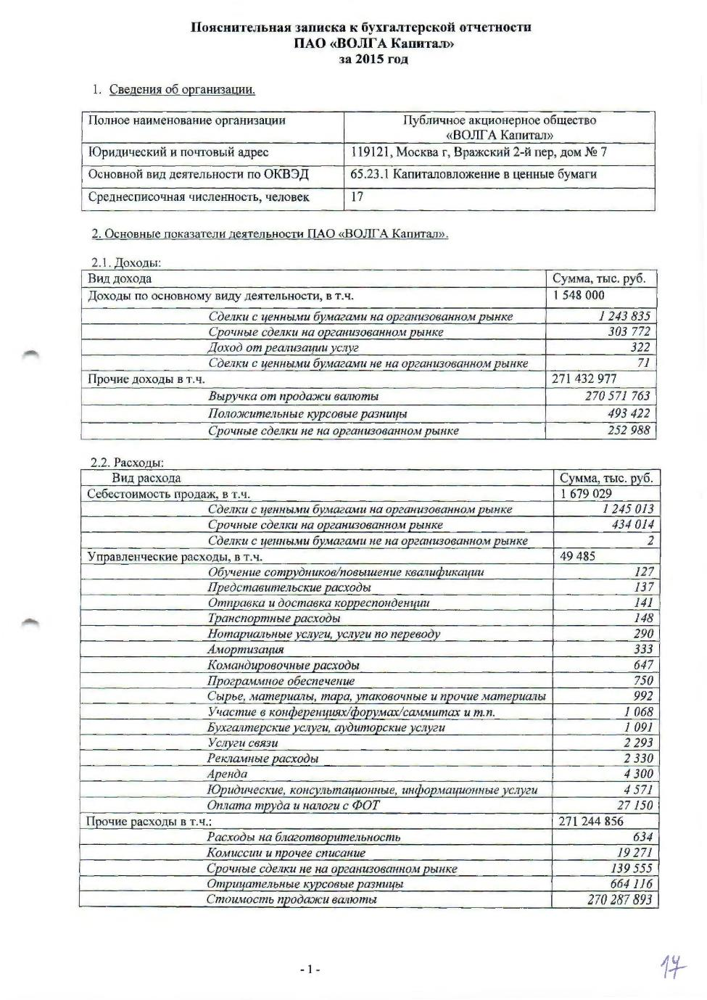 Пояснительная записка к бухгалтерской отчетности
ПАО «ВОЛГА Капитал»
за 2015 год
1. Сведения об организации.
Полное наименование организации Публичное акционерное общество
«ВОЛГА Капитал»
Юридический и почтовый адрес 119121, Москва г, Вражский 2-й пер, дом № 7
Основной вид деятельности по ОКВЭД 65.23.1 Капиталовложение в ценные бумаги
Среднесписочная численность, человек 17
2. Основные показатели деятельности ПАО «ВОЛГА Капитал».
2.1. Доходы:
Вид дохода Сумма, тыс. руб.
Доходы по основному виду деятельности, в т.ч. 1 548 000
Сделки с ценными бумагами на организованном рынке 1 243 835
Срочные сделки на организованном рынке 303 772
Доход от реализации услуг 322
Сделки с ценными бумагами не на организованном рынке 71
Прочие доходы в т.ч. 271 432 977
Выручка от продажи валюты 270 571 763
Положительные курсовые разницы 493 422
Срочные сделки не на организованном рынке 252 988
2.2. Расходы:
Вид расхода Сумма, тыс. руб.
Себестоимость продаж, в т.ч. 1 679 029
Сделки с ценными бумагами на организованном рынке 1 245 013
Срочные сделки на организованном рынке 434 014
Сделки с ценными бумагами не на организованном рынке 2
Управленческие расходы, в т.ч. 49 485
Обучение сотрудников/повышение квалификации 127
Представительские расходы 137
Отправка и доставка корреспонденции 141
Транспортные расходы 148
Нотариальные услуги, услуги по переводу 290
Амортизация 333
Командировочные расходы 647
Программное обеспечение 750
Сырье, материалы, тара, упаковочные и прочие материалы 992
Участие в конференциях/форумах/саммитах и т.п. 1 068
Бухгалтерские услуги, аудиторские услуги 1 091
Услуги связи 2 293
Рекламные расходы 2 330
Аренда 4 300
Юридические, консультационные, информационные услуги 4 571
Оплата труда и налоги с ФОТ 27 150
Прочие расходы в т.ч.: 271 244 856
Расходы на благотворительность 634
Комиссии и прочее списание 19 271
Срочные сделки не на организованном рынке 139 555
Отрицательные курсовые разницы 664 116
Стоимость продажи валюты 270 287 893
- 1 -
17